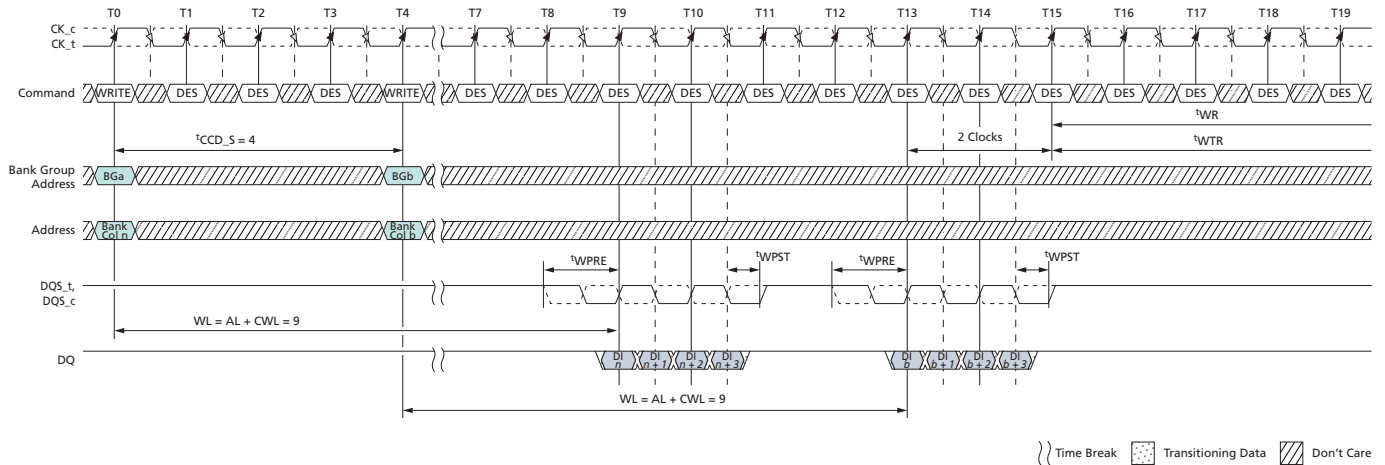 T0 T1 T2 T3 T4 T7 T8 T9 T10 T11 T12 T13 T14 T15 T16 T17 T18 T19
CK_c
CK_t
Command WRITE DES DES DES WRITE DES DES DES DES DES DES DES DES DES DES DES DES DES
tWR
tCCD_S = 4 2 Clocks tWTR
Bank Group
Address BGa BGb
Address Bank
Col n Bank
Col b
tWPRE tWPST tWPRE tWPST
DQS_t,
DQS_c
WL = AL + CWL = 9
DQ DI
n DI
n + 1 DI
n + 2 DI
n + 3 DI
b DI
b + 1 DI
b + 2 DI
b + 3
WL = AL + CWL = 9
Time Break Transitioning Data Don't Care